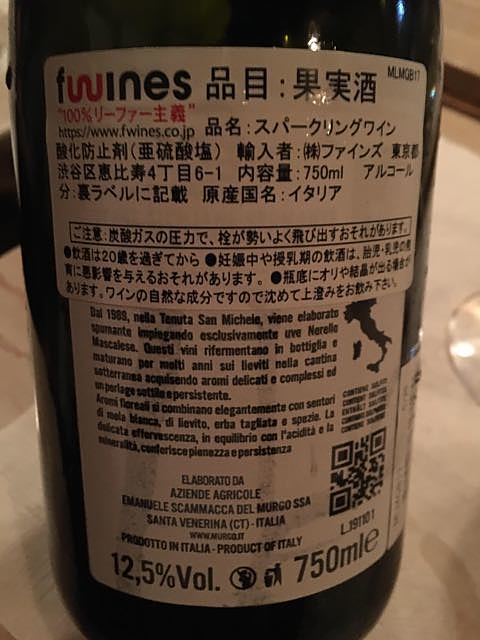 fwines 品目：果実酒
MLMQB17
"100%リーファー主義"
https://www.fwines.co.jp 品名：スパークリングワイン
酸化防止剤(亜硫酸塩) 輸入者：㈱ファインズ 東京都
渋谷区恵比寿4丁目6-1 内容量：750ml アルコール
分：裏ラベルに記載 原産国名：イタリア
ご注意：炭酸ガスの圧力で、栓が勢いよく飛び出すおそれがあります。
●飲酒は20歳を過ぎてから ●妊娠中や授乳期の飲酒は、胎児・乳児の発
育に悪影響を与えるおそれがあります。 ●瓶底にオリや結晶が出る場合が
あります。ワインの自然な成分ですので沈めて上澄みをお飲み下さい。
Dal 1989, nella Tenuta San Michele, viene elaborato
spumante impiegando esclusivamente uve Nerello
Mascalese. Questi vini rifermentano in bottiglia e
maturano per molti anni sui lieviti nella cantina
sotterranea acquisendo aromi delicati e complessi ed
un perlage sottile e persistente.
Aromi floreali si combinano elegantemente con sentori
di mela bianca, di lievito, erba tagliata e spezie. La
delicata effervescenza, in equilibrio con l'acidità e la
mineralità, conferisce pienezza e persistenza
ELABORATO DA
AZIENDE AGRICOLE
EMANUELE SCAMMACCA DEL MURGO SSA
SANTA VENERINA (CT) - ITALIA
WWW.MURGO.IT
PRODOTTO IN ITALIA - PRODUCT OF ITALY
L191101
12,5%Vol. 750ml e